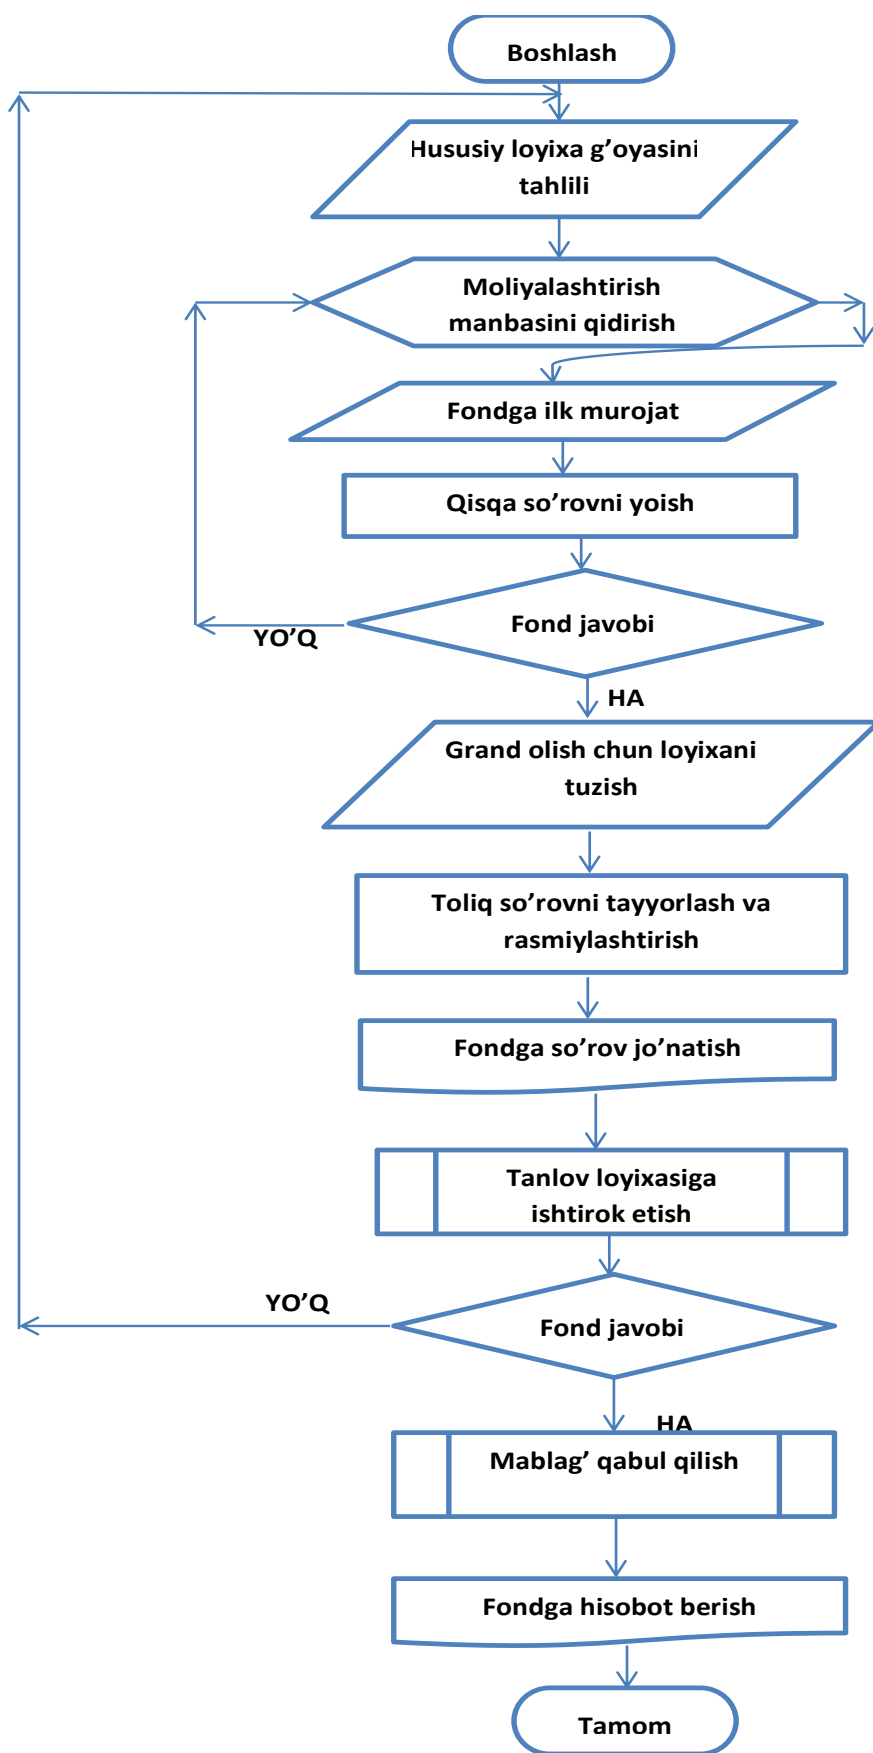 Boshlash
Hususiy loyixa g’oyasini
tahlili
Moliyalashtirish
manbasini qidirish
Fondga ilk murojat
Qisqa so’rovni yoish
Fond javobi
YO’Q
HA
Grand olish chun loyixani
tuzish
Toliq so’rovni tayyorlash va
rasmiylashtirish
Fondga so’rov jo’natish
Tanlov loyixasiga
ishtirok etish
YO’Q
Fond javobi
HA
Mablag’ qabul qilish
Fondga hisobot berish
Tamom